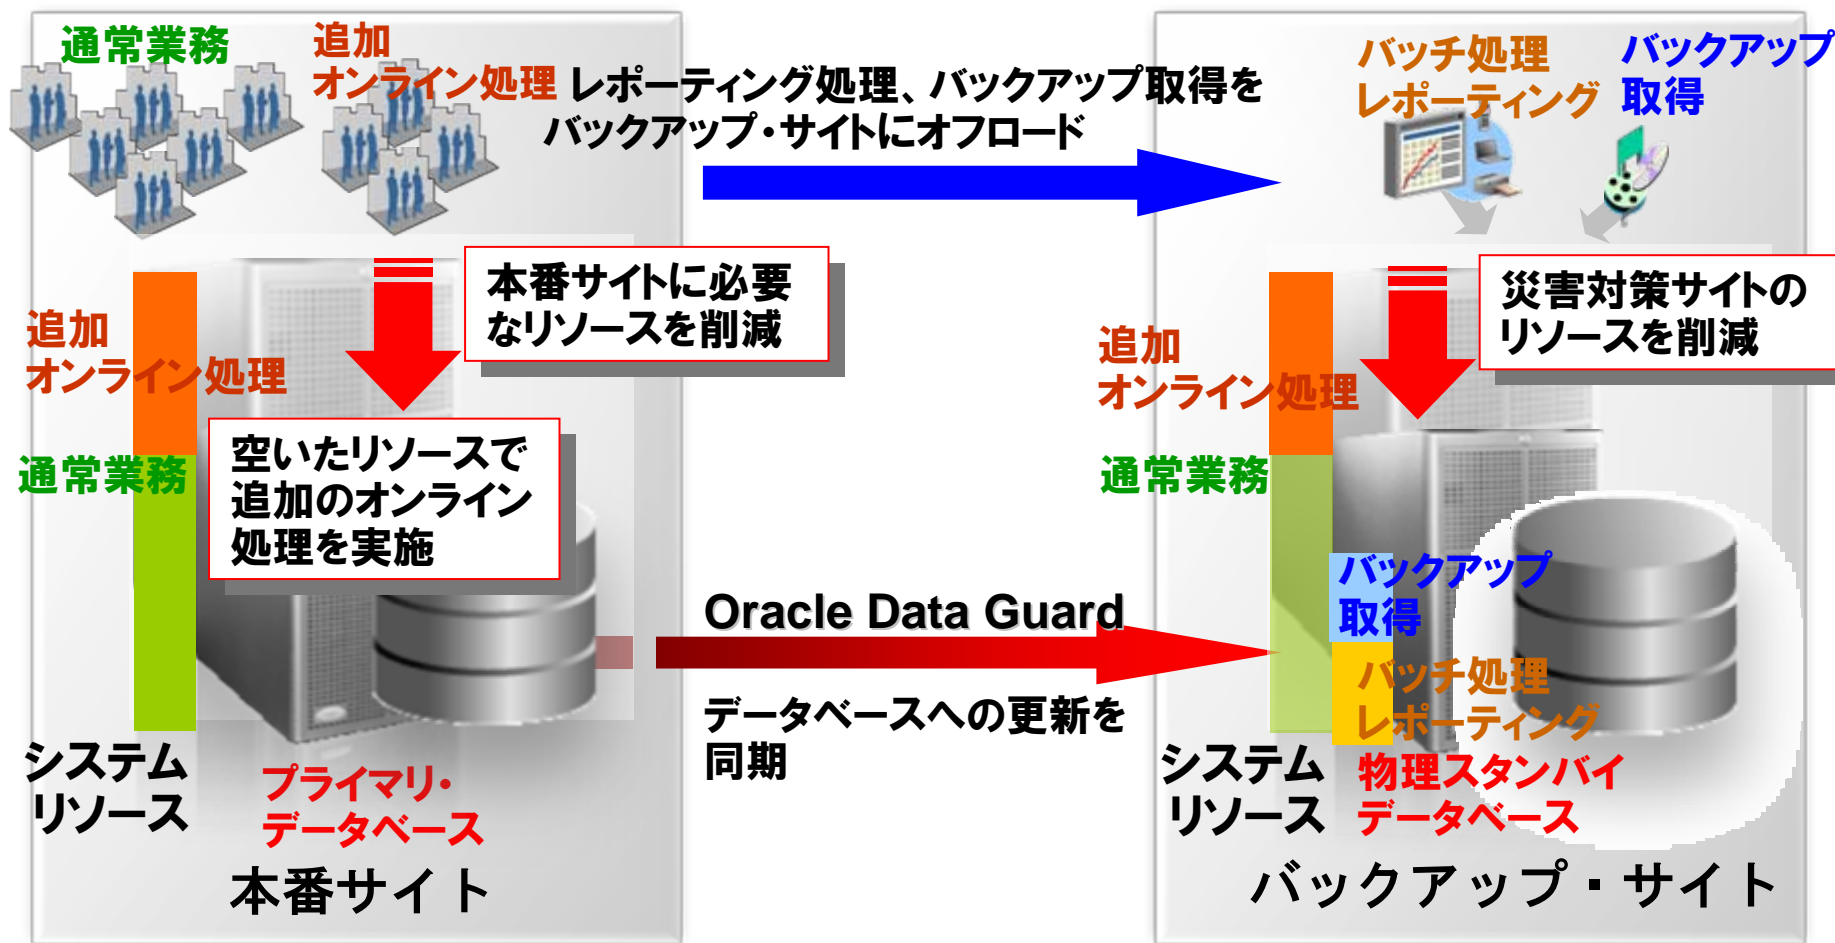 通常業務
追加
オンライン処理
レポーティング処理、バックアップ取得を
バックアップ・サイトにオフロード
バッチ処理
レポーティング
バックアップ
取得
本番サイトに必要
なリソースを削減
災害対策サイトの
リソースを削減
追加
オンライン処理
通常業務
空いたリソースで
追加のオンライン
処理を実施
追加
オンライン処理
通常業務
Oracle Data Guard
データベースへの更新を
同期
バックアップ
取得
バッチ処理
レポーティング
システム
リソース
プライマリ・
データベース
本番サイト
システム
リソース
物理スタンバイ
データベース
バックアップ・サイト